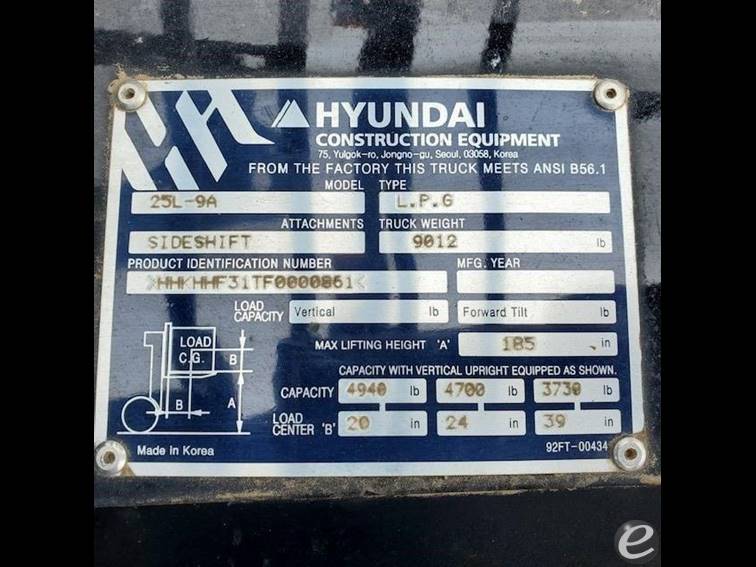 HYUNDAI
CONSTRUCTION EQUIPMENT
75, Yulgok-ro, Jongno-gu, Seoul, 03058, Korea
FROM THE FACTORY THIS TRUCK MEETS ANSI B56.1
MODEL TYPE
25L-9A L.P.G
ATTACHMENTS TRUCK WEIGHT
SIDESHIFT 9012 lb
PRODUCT IDENTIFICATION NUMBER MFG. YEAR
>HHKHHF31TF0000861<
LOAD CAPACITY Vertical lb Forward Tilt lb
MAX LIFTING HEIGHT 'A' 185 in
LOAD
C.G.
B
B
A
CAPACITY WITH VERTICAL UPRIGHT EQUIPPED AS SHOWN.
CAPACITY 4940 lb 4700 lb 3730 lb
LOAD CENTER 'B' 20 in 24 in 39 in
Made in Korea 92FT-00434
e